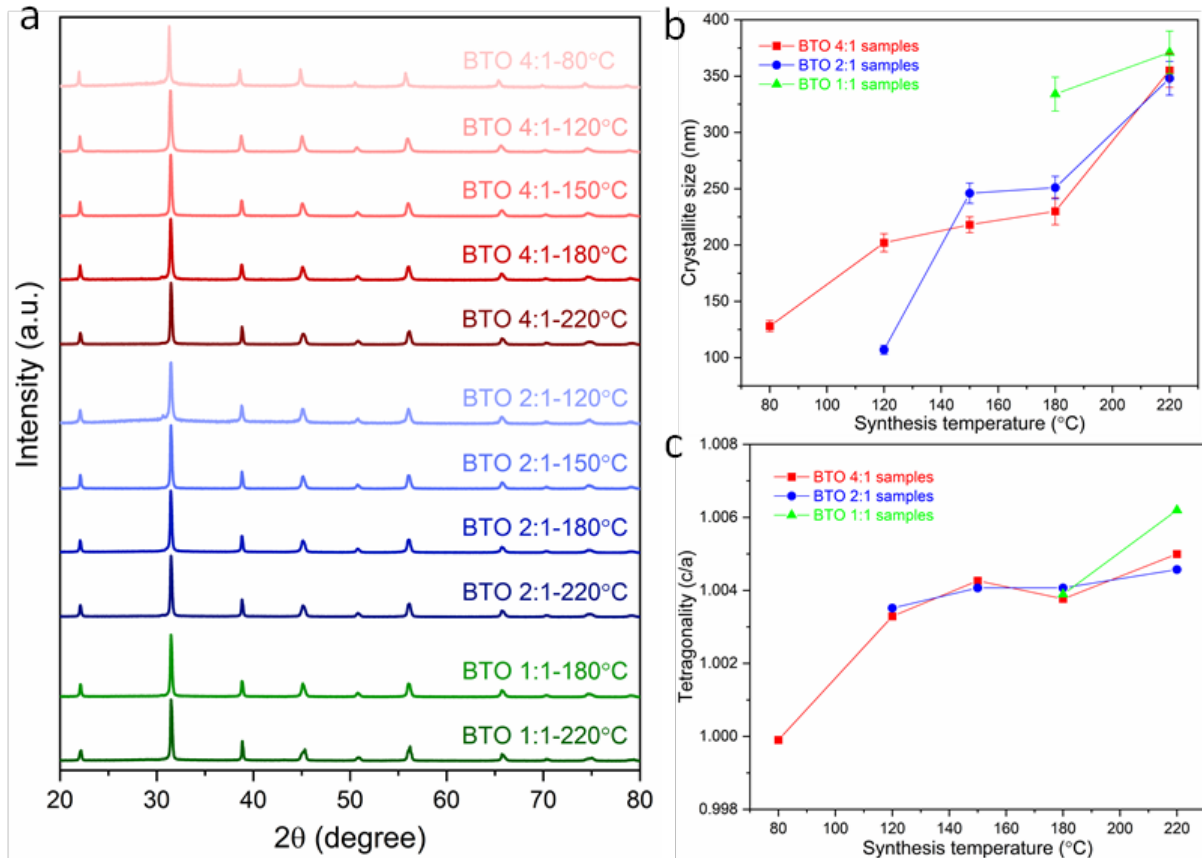 a
BTO 4:1-80°C
BTO 4:1-120°C
BTO 4:1-150°C
BTO 4:1-180°C
BTO 4:1-220°C
BTO 2:1-120°C
BTO 2:1-150°C
BTO 2:1-180°C
BTO 2:1-220°C
BTO 1:1-180°C
BTO 1:1-220°C
Intensity (a.u.)
20 30 40 50 60 70 80
2θ (degree)
b
BTO 4:1 samples
BTO 2:1 samples
BTO 1:1 samples
400
350
300
250
200
150
100
Crystallite size (nm)
80 100 120 140 160 180 200 220
Synthesis temperature (°C)
c
BTO 4:1 samples
BTO 2:1 samples
BTO 1:1 samples
1.008
1.006
1.004
1.002
1.000
0.998
Tetragonality (c/a)
80 100 120 140 160 180 200 220
Synthesis temperature (°C)